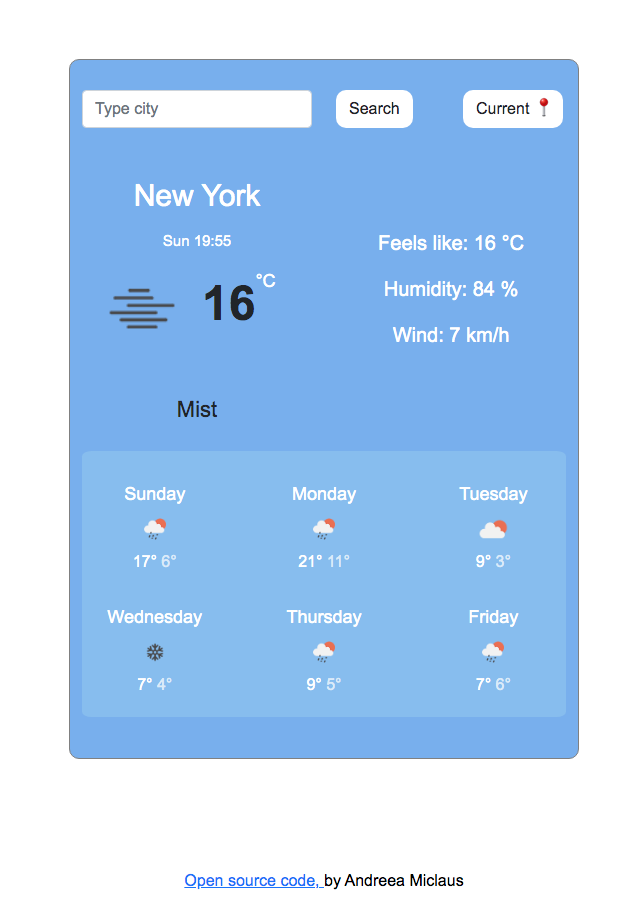 Type city
Search
Current
New York
Sun 19:55
16 °C
Mist
Feels like: 16 °C
Humidity: 84 %
Wind: 7 km/h
Sunday
17° 6°
Monday
21° 11°
Tuesday
9° 3°
Wednesday
7° 4°
Thursday
9° 5°
Friday
7° 6°
Open source code, by Andreea Miclaus